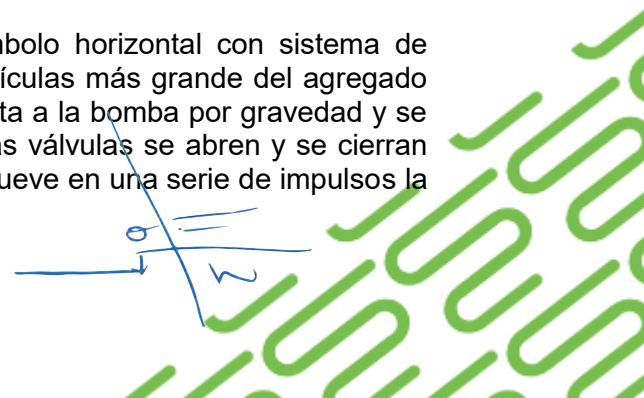 mbolo horizontal con sistema de
tículas más grande del agregado
ta a la bomba por gravedad y se
as válvulas se abren y se cierran
ueve en una serie de impulsos la